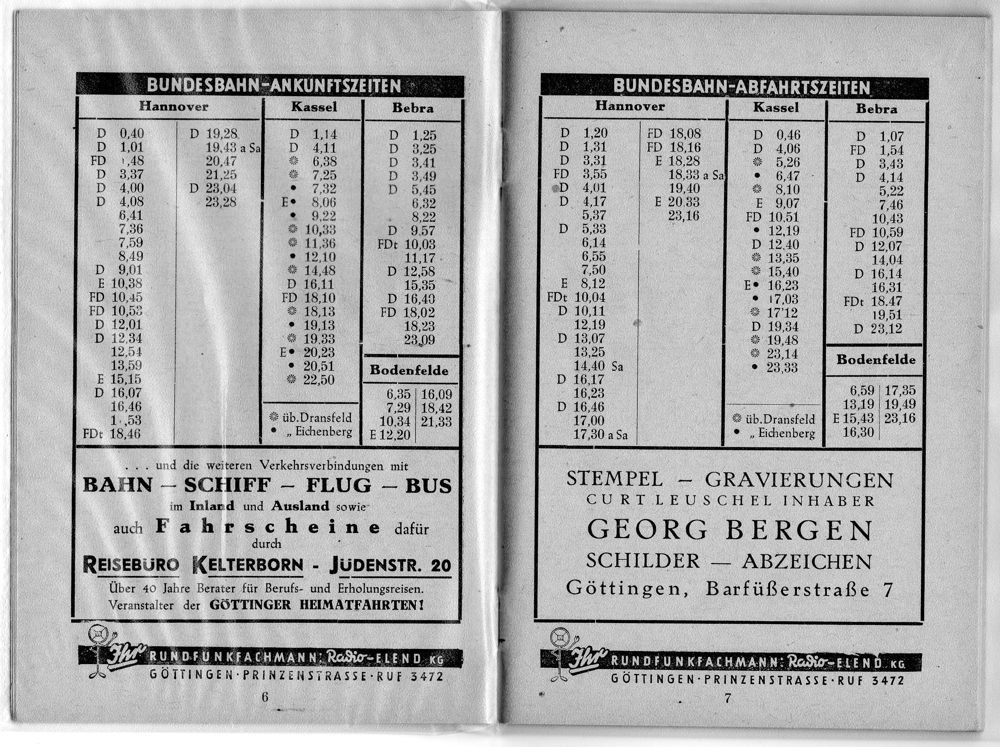 BUNDESBAHN-ANKUNFTSZEITEN
Hannover
D 0,40
D 1,01
FD ,48
D 3,37
D 4,00
D 4,08
6,41
7,36
7,59
8,49
D 9,01
E 10,38
FD 10,45
FD 10,53
D 12,01
D 12,34
12,54
13,59
E 15,15
D 16,07
16,46
,53
FDt 18,46
D 19,28
19,43 a Sa
20,47
21,25
D 23,04
23,28
Kassel
D 1,14
D 4,11
❊ 6,38
❊ 7,25
• 7,32
E• 8,06
• 9,22
❊ 10,33
❊ 11,36
• 12,10
❊ 14,48
D 16,11
FD 18,10
❊ 18,13
• 19,13
❊ 19,33
E• 20,23
• 20,51
❊ 22,50
❊ üb.Dransfeld
• „ Eichenberg
Bebra
D 1,25
D 3,25
D 3,41
D 3,49
D 5,45
6,32
8,22
D 9,57
FDt 10,03
11,17
D 12,58
15,35
D 16,40
FD 18,02
18,23
23,09
Bodenfelde
6,35 16,09
7,29 18,42
10,34 21,33
E 12,20
. . . und die weiteren Verkehrsverbindungen mit
BAHN – SCHIFF – FLUG – BUS
im Inland und Ausland sowie
auch Fahrscheine dafür
durch
REISEBÜRO KELTERBORN - JÜDENSTR. 20
Über 40 Jahre Berater für Berufs- und Erholungsreisen.
Veranstalter der GÖTTINGER HEIMATFAHRTEN!
Ihr RUNDFUNKFACHMANN: Radio-ELEND KG
GÖTTINGEN·PRINZENSTRASSE·RUF 3472
6
BUNDESBAHN-ABFAHRTSZEITEN
Hannover
D 1,20
D 1,31
D 3,31
FD 3,55
D 4,01
D 4,17
5,37
D 5,33
6,14
6,55
7,50
E 8,12
FDt 10,04
D 10,11
12,19
D 13,07
13,25
14,40 Sa
D 16,17
16,23
D 16,46
17,00
17,30 a Sa
FD 18,08
FD 18,16
E 18,28
18,33 a Sa
19,40
E 20.33
23,16
Kassel
D 0,46
D 4,06
❊ 5,26
• 6,47
❊ 8,10
E 9,07
FD 10.51
• 12,19
D 12,40
❊ 13,35
❊ 15,40
E• 16,23
• 17,03
❊ 17'12
D 19,34
❊ 19,48
❊ 23,14
• 23,33
❊ üb.Dransfeld
• „ Eichenberg
Bebra
D 1,07
FD 1,54
D 3,43
D 4,14
5,22
7,46
10,43
FD 10,59
D 12,07
14,04
D 16,14
16,31
FDt 18.47
19,51
D 23,12
Bodenfelde
6,59 17,35
13,19 19,49
E 15,43 23,16
16,30
STEMPEL – GRAVIERUNGEN
CURT LEUSCHEL INHABER
GEORG BERGEN
SCHILDER — ABZEICHEN
Göttingen, Barfüßerstraße 7
Ihr RUNDFUNKFACHMANN: Radio-ELEND KG
GÖTTINGEN·PRINZENSTRASSE·RUF 3472
7